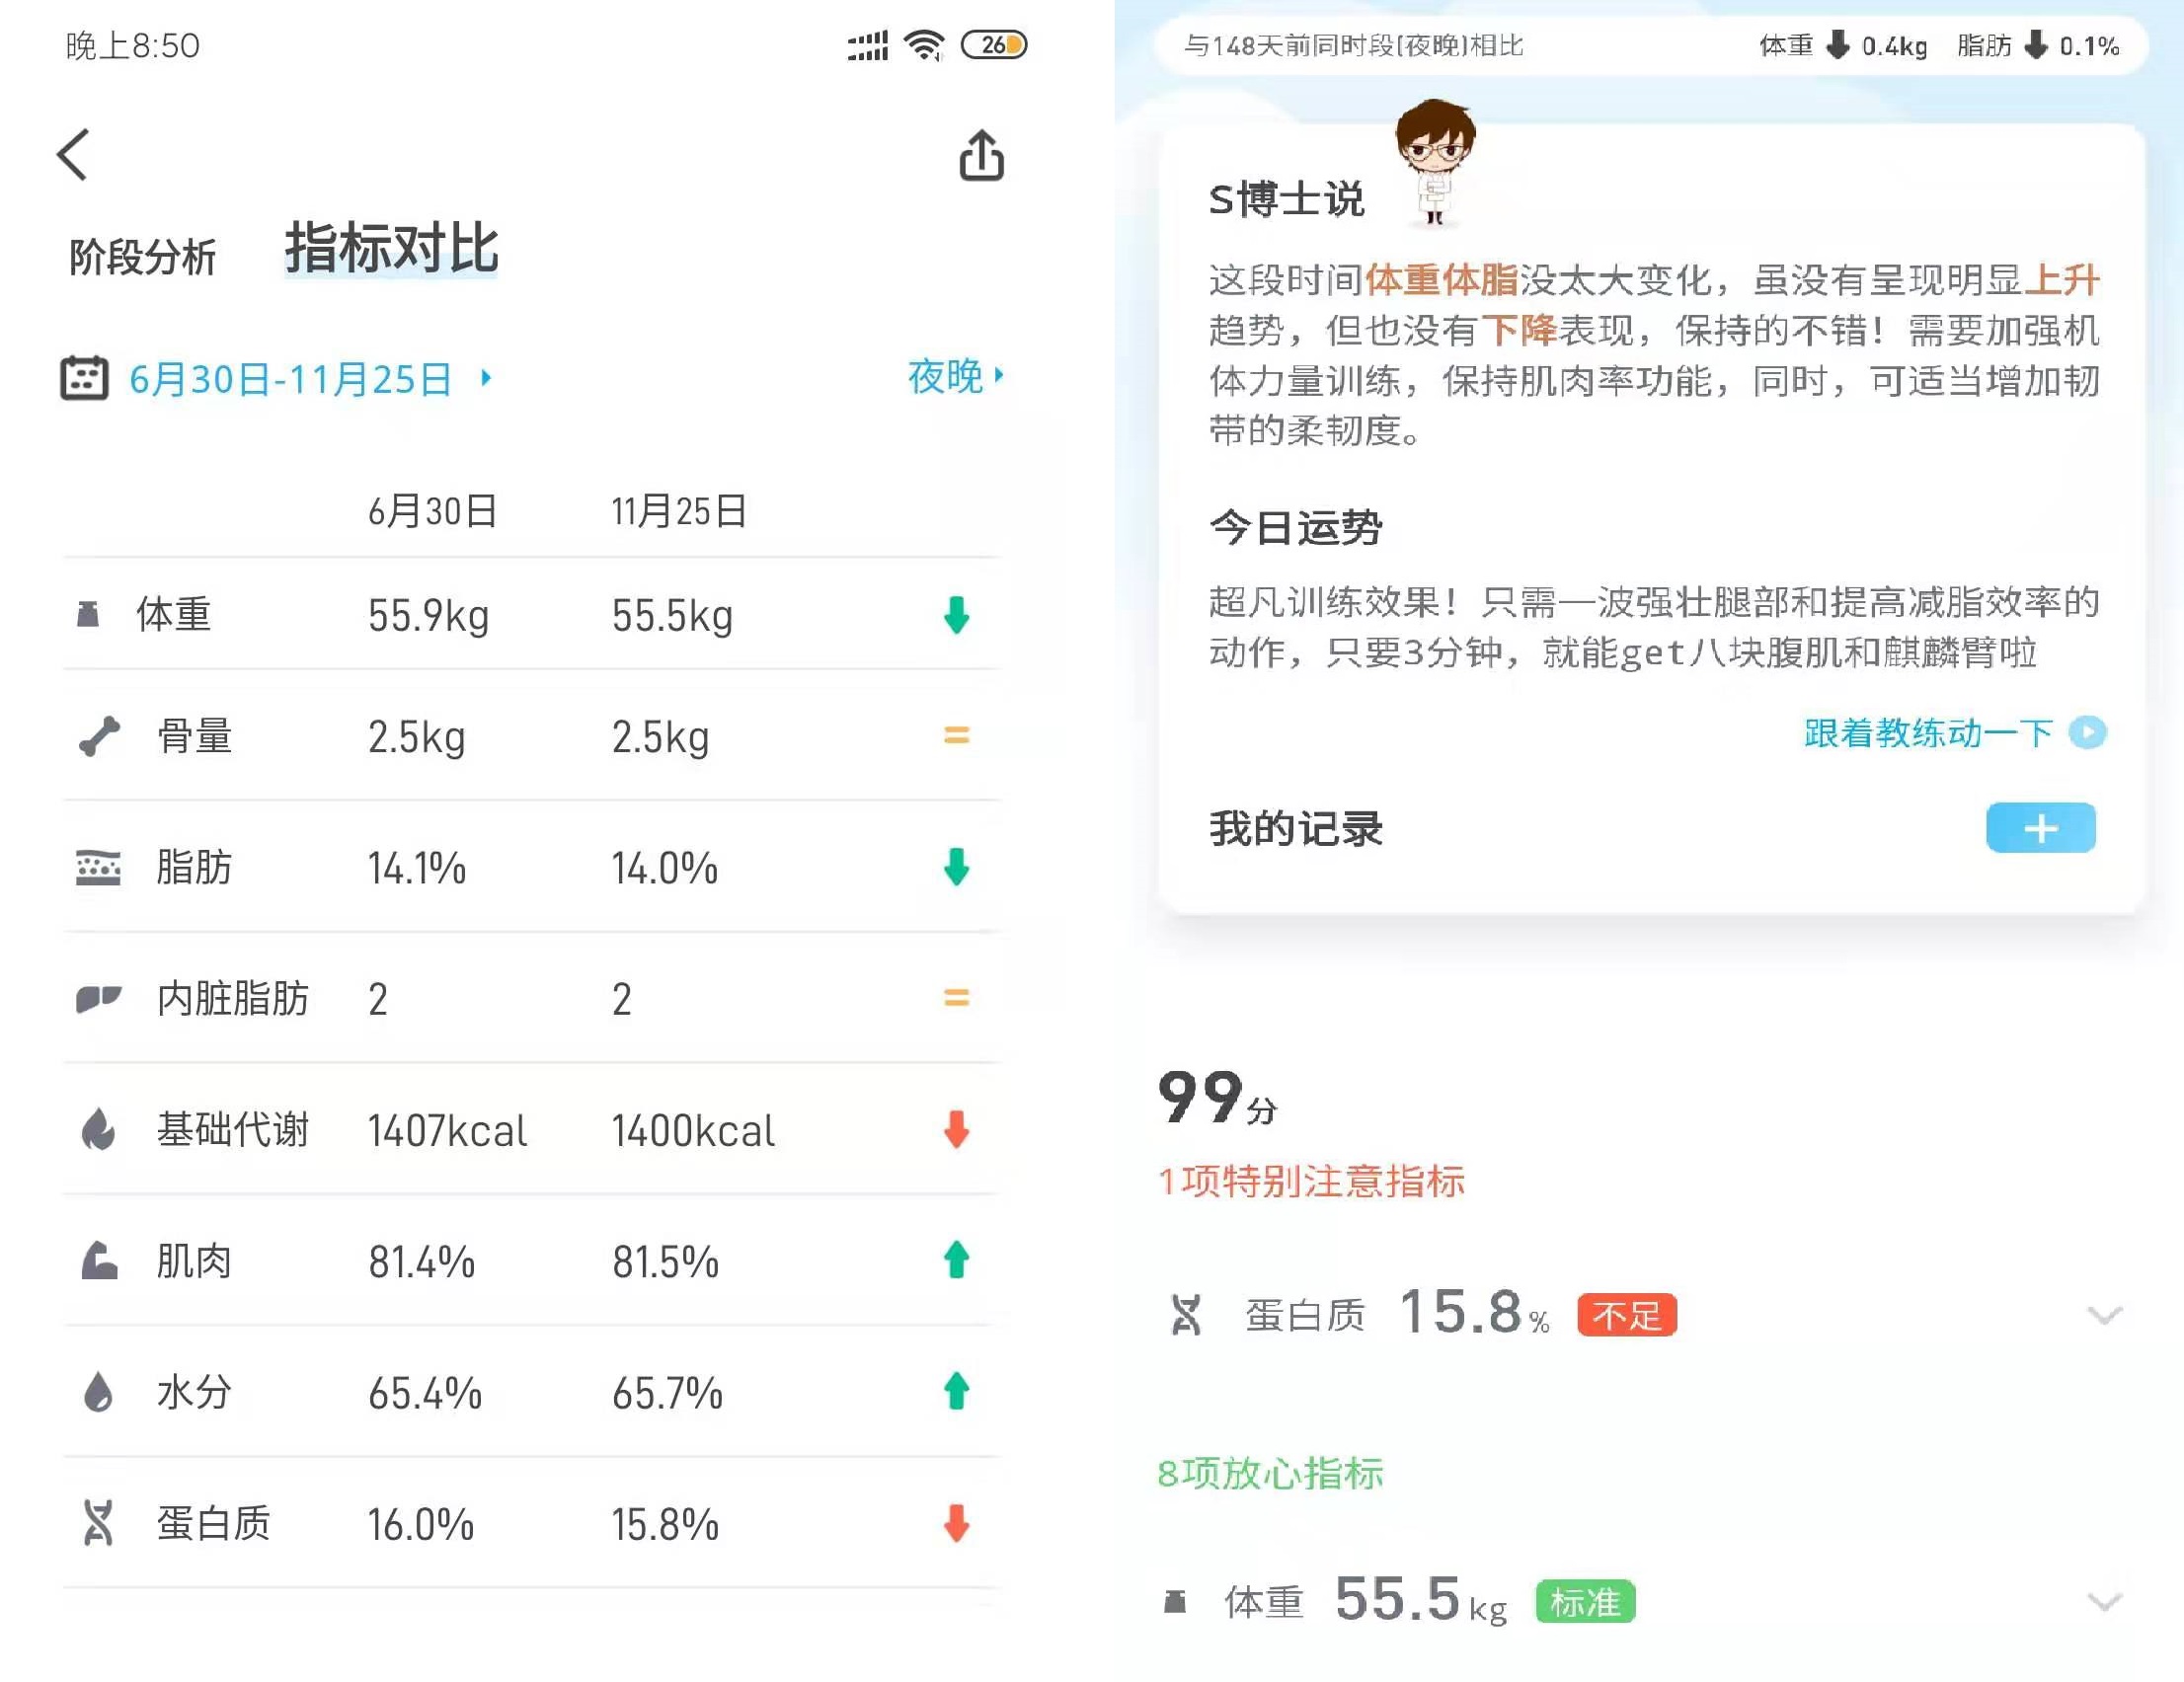 晚上8:50
26
阶段分析 指标对比
6月30日-11月25日
夜晚
6月30日 11月25日
体重 55.9kg 55.5kg
骨量 2.5kg 2.5kg =
脂肪 14.1% 14.0%
内脏脂肪 2 2 =
基础代谢 1407kcal 1400kcal
肌肉 81.4% 81.5%
水分 65.4% 65.7%
蛋白质 16.0% 15.8%
与148天前同时段(夜晚)相比 体重 0.4kg 脂肪 0.1%
S博士说
这段时间体重体脂没太大变化，虽没有呈现明显上升
趋势，但也没有下降表现，保持的不错！需要加强机
体力量训练，保持肌肉率功能，同时，可适当增加韧
带的柔韧度。
今日运势
超凡训练效果！只需一波强壮腿部和提高减脂效率的
动作，只要3分钟，就能get八块腹肌和麒麟臂啦
跟着教练动一下
我的记录 +
99分
1项特别注意指标
蛋白质 15.8% 不足
8项放心指标
体重 55.5kg 标准